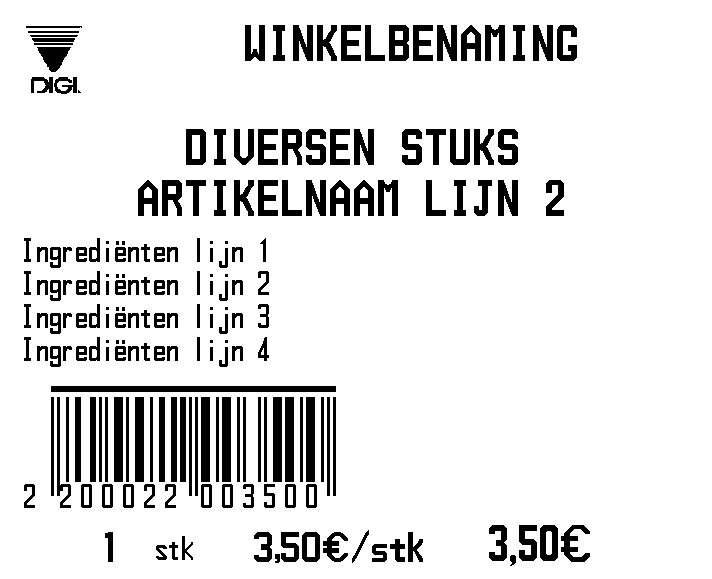 DIGI.
WINKELBENAMING
DIVERSEN STUKS
ARTIKELNAAM LIJN 2
Ingrediënten lijn 1
Ingrediënten lijn 2
Ingrediënten lijn 3
Ingrediënten lijn 4
2 200022 003500
1 stk 3,50€/stk 3,50€